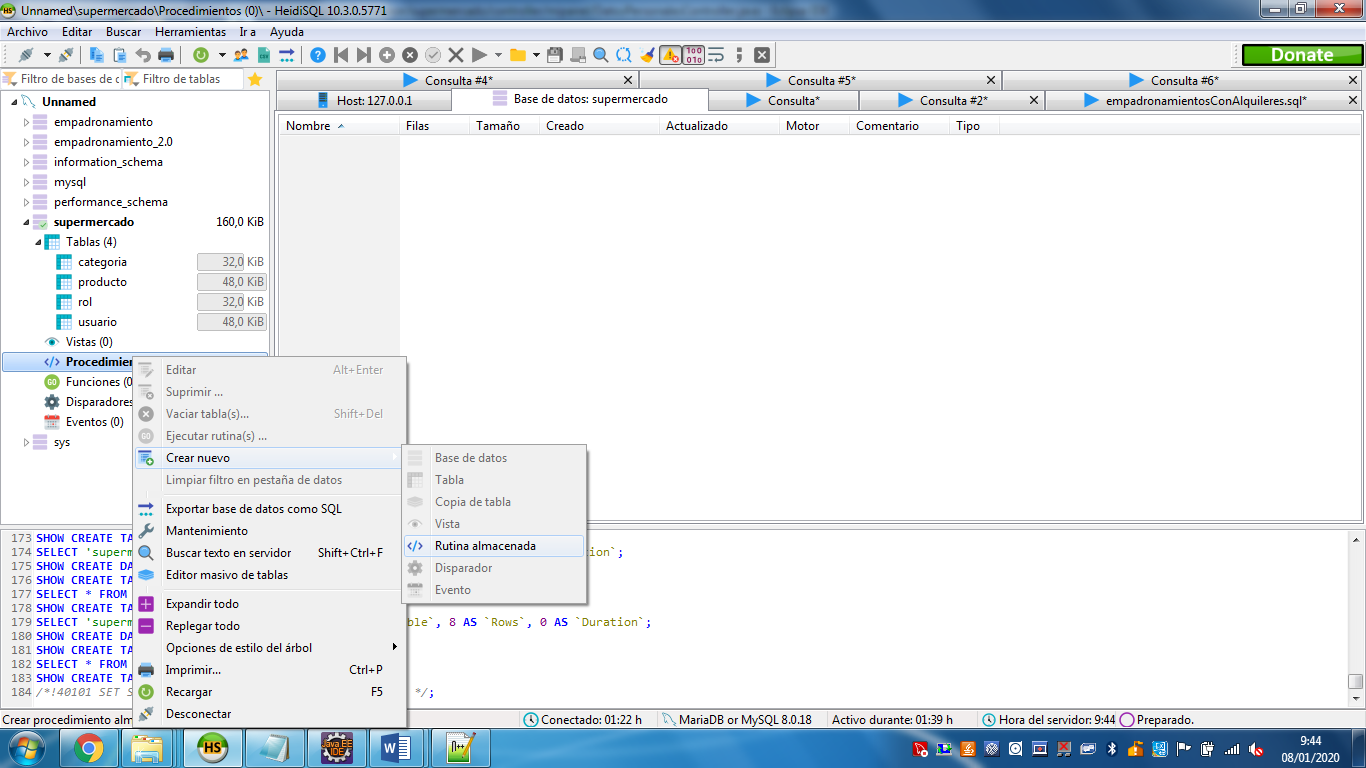 Unnamed\supermercado\Procedimientos (0)\ - HeidiSQL 10.3.0.5771
Archivo Editar Buscar Herramientas Ir a Ayuda
Donate
Filtro de bases de d Filtro de tablas
Consulta #4* Consulta #5* Consulta #6*
Host: 127.0.0.1 Base de datos: supermercado Consulta* Consulta #2* empadronamientosConAlquileres.sql*
Nombre Filas Tamaño Creado Actualizado Motor Comentario Tipo
Unnamed
empadronamiento
empadronamiento_2.0
information_schema
mysql
performance_schema
supermercado 160,0 KiB
Tablas (4)
categoria 32,0 KiB
producto 48,0 KiB
rol 32,0 KiB
usuario 48,0 KiB
Vistas (0)
Procedimien
Funciones (0
Disparadores
Eventos (0)
sys
Editar Alt+Enter
Suprimir ...
Vaciar tabla(s)... Shift+Del
Ejecutar rutina(s) ...
Crear nuevo
Limpiar filtro en pestaña de datos
Exportar base de datos como SQL
Mantenimiento
Buscar texto en servidor Shift+Ctrl+F
Editor masivo de tablas
Expandir todo
Replegar todo
Opciones de estilo del árbol
Imprimir... Ctrl+P
Recargar F5
Desconectar
Base de datos
Tabla
Copia de tabla
Vista
Rutina almacenada
Disparador
Evento
173 SHOW CREATE TA
174 SELECT 'superm ion`;
175 SHOW CREATE DA
176 SHOW CREATE TA
177 SELECT * FROM
178 SHOW CREATE TA
179 SELECT 'superm ble`, 8 AS `Rows`, 0 AS `Duration`;
180 SHOW CREATE DA
181 SHOW CREATE TA
182 SELECT * FROM
183 SHOW CREATE TA
184 /*!40101 SET S */;
Crear procedimiento alm Conectado: 01:22 h MariaDB or MySQL 8.0.18 Activo durante: 01:39 h Hora del servidor: 9:44 Preparado.
9:44
08/01/2020